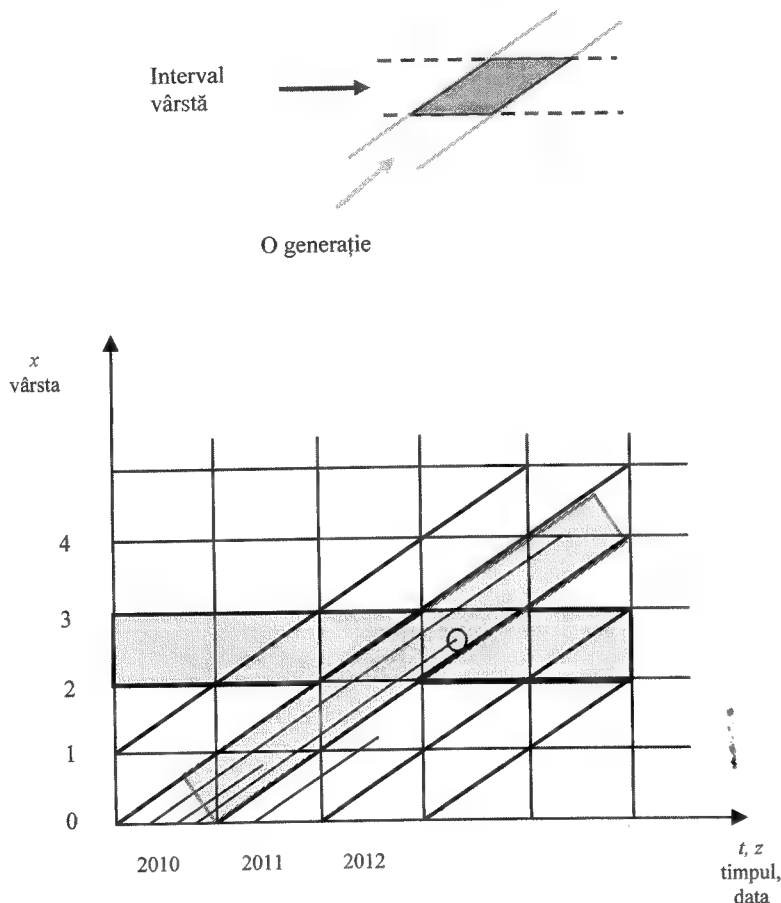 Interval
vârstă
O generație
x
vârsta
4
3
2
1
0
2010
2011
2012
t, z
timpul,
data